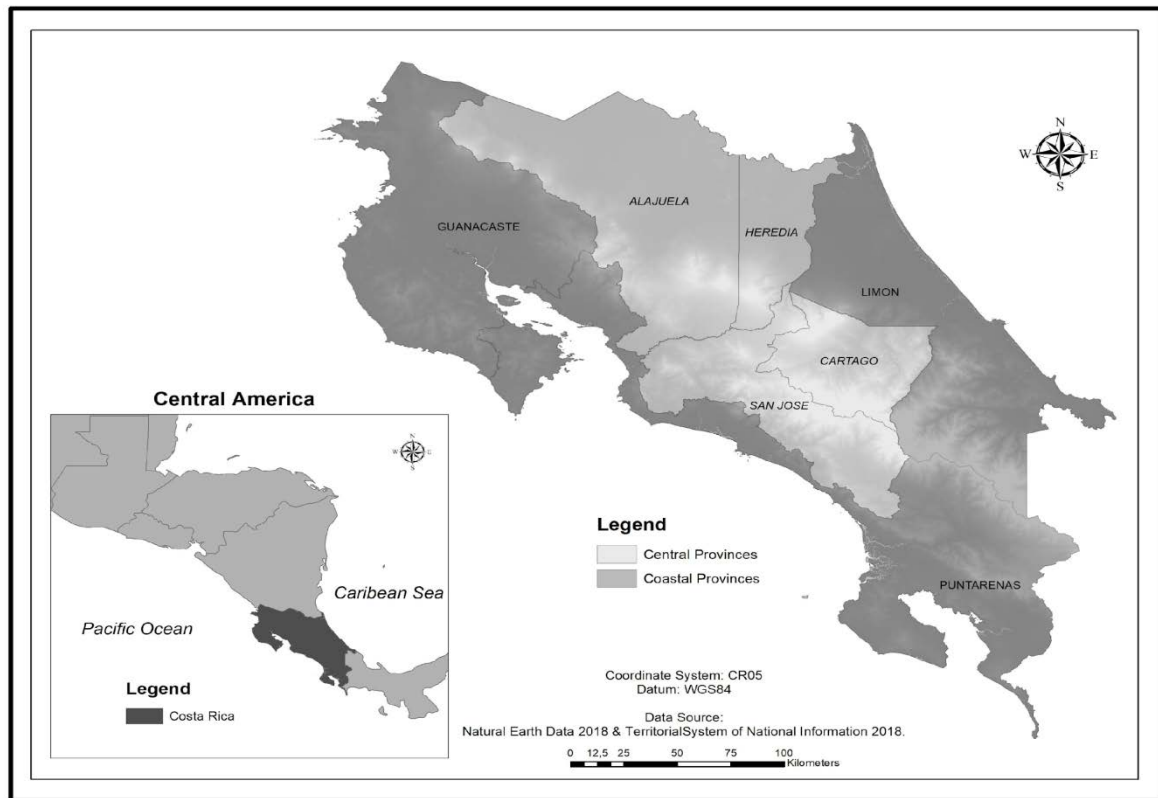 N
W E
S
ALAJUELA
HEREDIA
GUANACASTE
LIMON
CARTAGO
SAN JOSE
PUNTARENAS
Legend
Central Provinces
Coastal Provinces
Central America
N
S
Caribean Sea
Pacific Ocean
Legend
Costa Rica
Coordinate System: CR05
Datum: WGS84
Data Source:
Natural Earth Data 2018 & TerritorialSystem of National Information 2018.
0 12,5 25 50 75 100
Kilometers